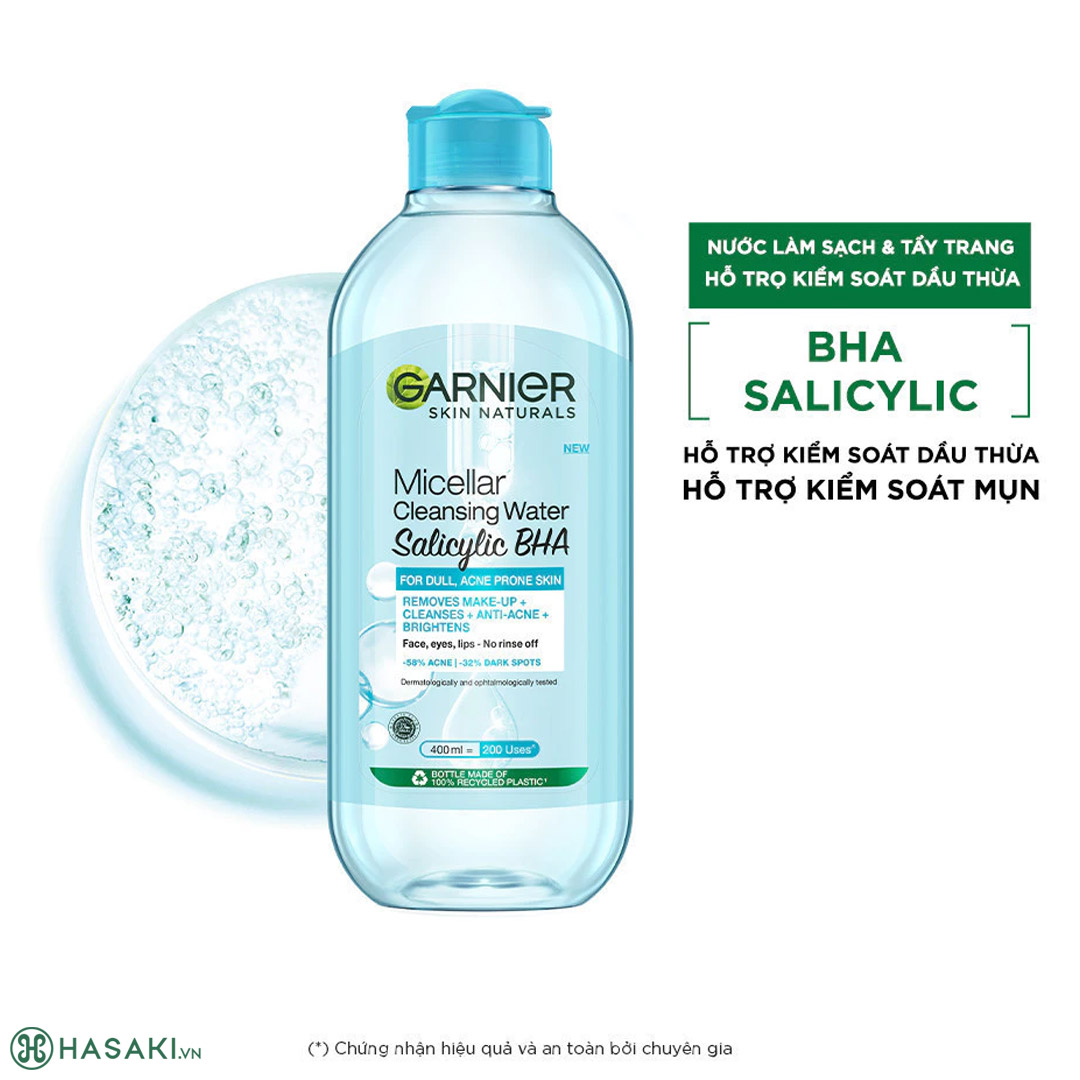 GARNIER
SKIN NATURALS
NEW
Micellar
Cleansing Water
Salicylic BHA
FOR DULL, ACNE PRONE SKIN
REMOVES MAKE-UP +
CLEANSES + ANTI-ACNE +
BRIGHTENS
Face, eyes, lips - No rinse off
-58% ACNE | -32% DARK SPOTS
Dermatologically and ophtalmologically tested
400 ml = 200 Uses^
BOTTLE MADE OF
100% RECYCLED PLASTIC¹
NƯỚC LÀM SẠCH & TẨY TRANG
HỖ TRỢ KIỂM SOÁT DẦU THỪA
BHA
SALICYLIC
HỖ TRỢ KIỂM SOÁT DẦU THỪA
HỖ TRỢ KIỂM SOÁT MỤN
HASAKI.VN
(*) Chứng nhận hiệu quả và an toàn bởi chuyên gia